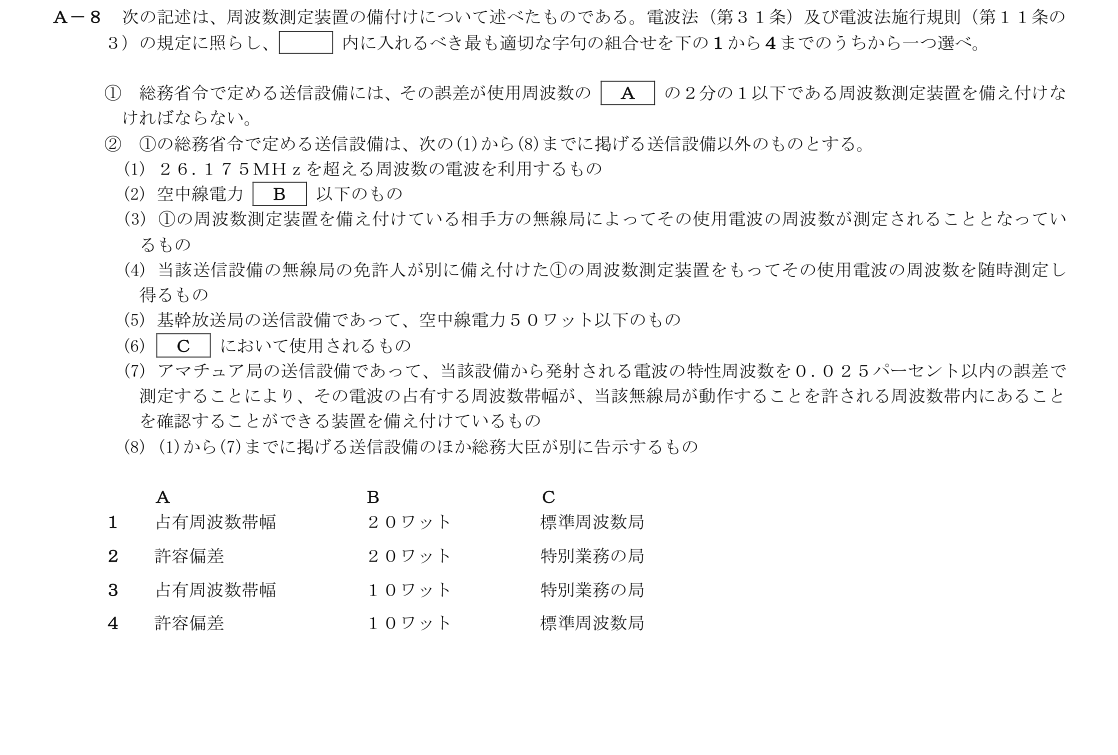 Ａ－８　次の記述は、周波数測定装置の備付けについて述べたものである。電波法（第３１条）及び電波法施行規則（第１１条の
３）の規定に照らし、　　　内に入れるべき最も適切な字句の組合せを下の１から４までのうちから一つ選べ。
①　総務省令で定める送信設備には、その誤差が使用周波数の　Ａ　の２分の１以下である周波数測定装置を備え付けな
ければならない。
②　①の総務省令で定める送信設備は、次の(1)から(8)までに掲げる送信設備以外のものとする。
(1) ２６.１７５ＭＨｚを超える周波数の電波を利用するもの
(2) 空中線電力　Ｂ　以下のもの
(3) ①の周波数測定装置を備え付けている相手方の無線局によってその使用電波の周波数が測定されることとなってい
るもの
(4) 当該送信設備の無線局の免許人が別に備え付けた①の周波数測定装置をもってその使用電波の周波数を随時測定し
得るもの
(5) 基幹放送局の送信設備であって、空中線電力５０ワット以下のもの
(6) 　Ｃ　において使用されるもの
(7) アマチュア局の送信設備であって、当該設備から発射される電波の特性周波数を０.０２５パーセント以内の誤差で
測定することにより、その電波の占有する周波数帯幅が、当該無線局が動作することを許される周波数帯内にあること
を確認することができる装置を備え付けているもの
(8) (1)から(7)までに掲げる送信設備のほか総務大臣が別に告示するもの
Ａ　Ｂ　Ｃ
１　占有周波数帯幅　２０ワット　標準周波数局
２　許容偏差　２０ワット　特別業務の局
３　占有周波数帯幅　１０ワット　特別業務の局
４　許容偏差　１０ワット　標準周波数局